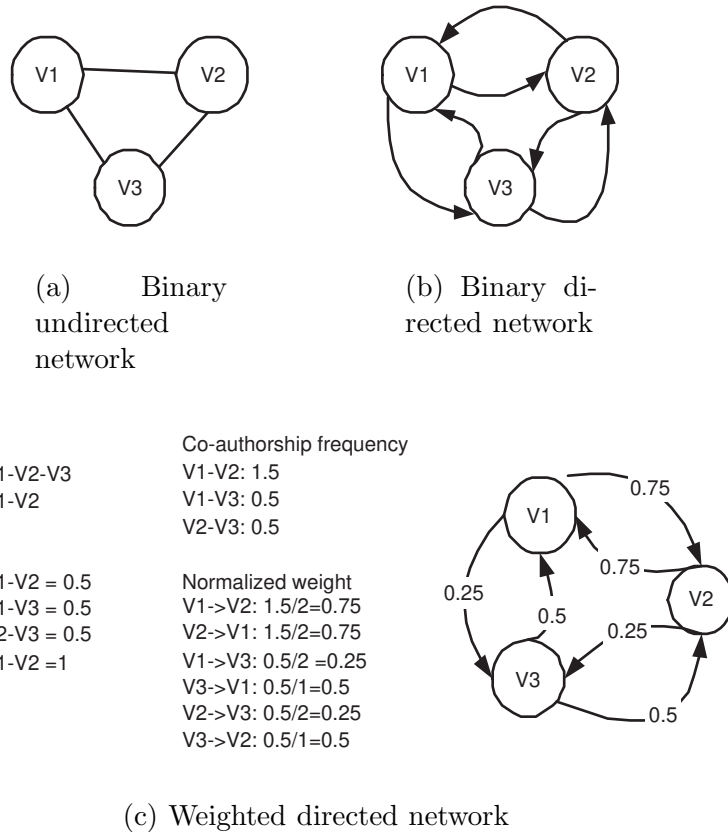 V1
V2
V3
V1
V2
V3
(a) Binary
undirected
network
(b) Binary di-
rected network
1-V2-V3
1-V2
1-V2 = 0.5
1-V3 = 0.5
2-V3 = 0.5
1-V2 =1
Co-authorship frequency
V1-V2: 1.5
V1-V3: 0.5
V2-V3: 0.5
Normalized weight
V1->V2: 1.5/2=0.75
V2->V1: 1.5/2=0.75
V1->V3: 0.5/2 =0.25
V3->V1: 0.5/1=0.5
V2->V3: 0.5/2=0.25
V3->V2: 0.5/1=0.5
0.75
V1
0.75
0.25
V2
0.5
0.25
V3
0.5
(c) Weighted directed network